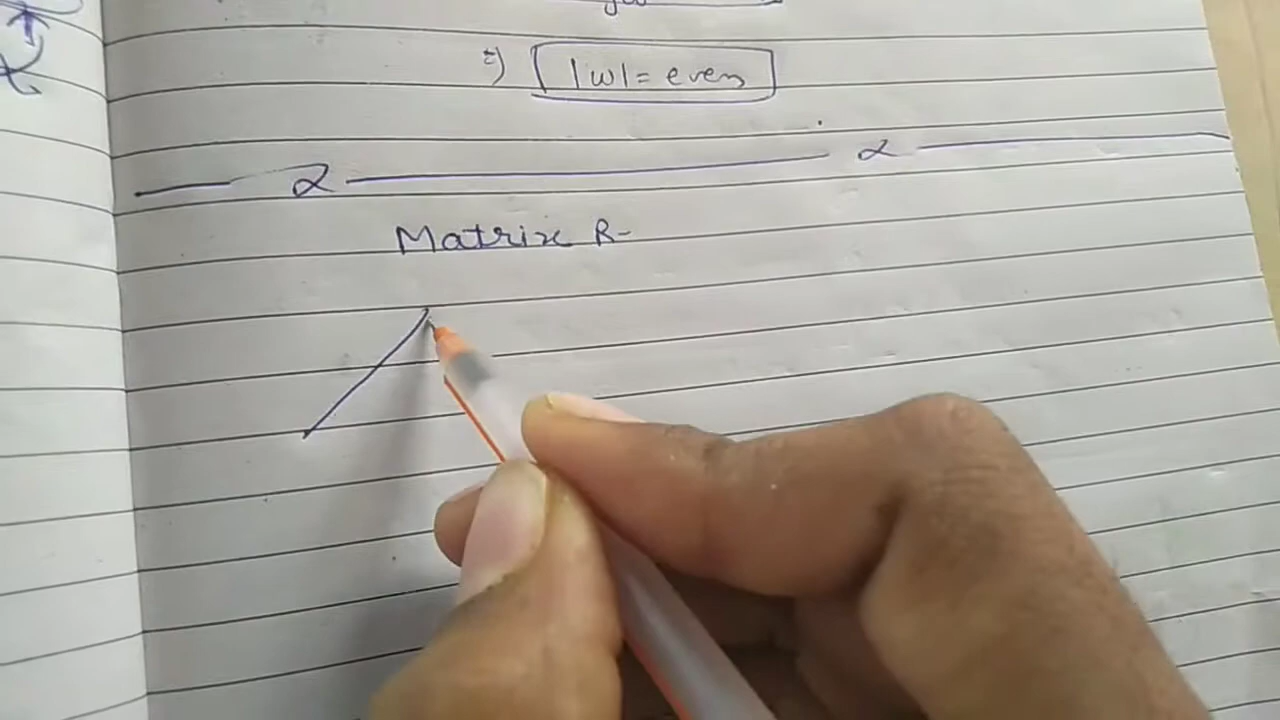 =) |w| = even
Matrix R-